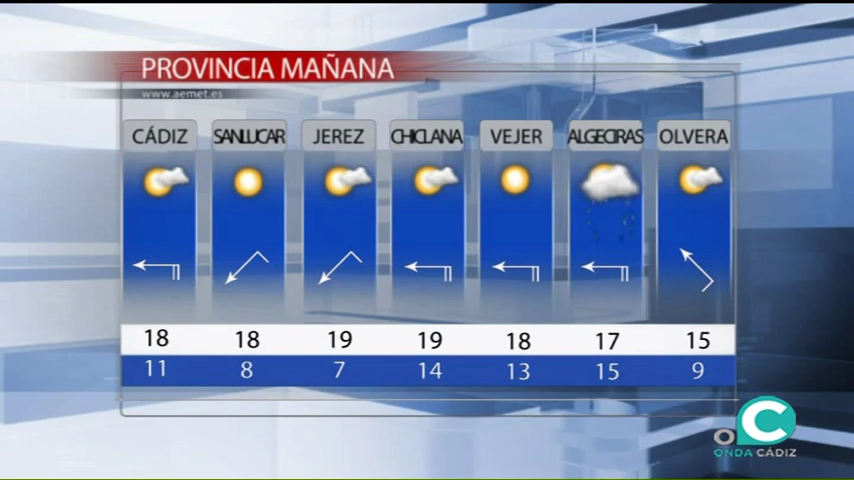 PROVINCIA MAÑANA
www.aemet.es
CÁDIZ SANLUCAR JEREZ CHICLANA VEJER ALGECIRAS OLVERA
18 18 19 19 18 17 15
11 8 7 14 13 15 9
OC
ONDA CÁDIZ